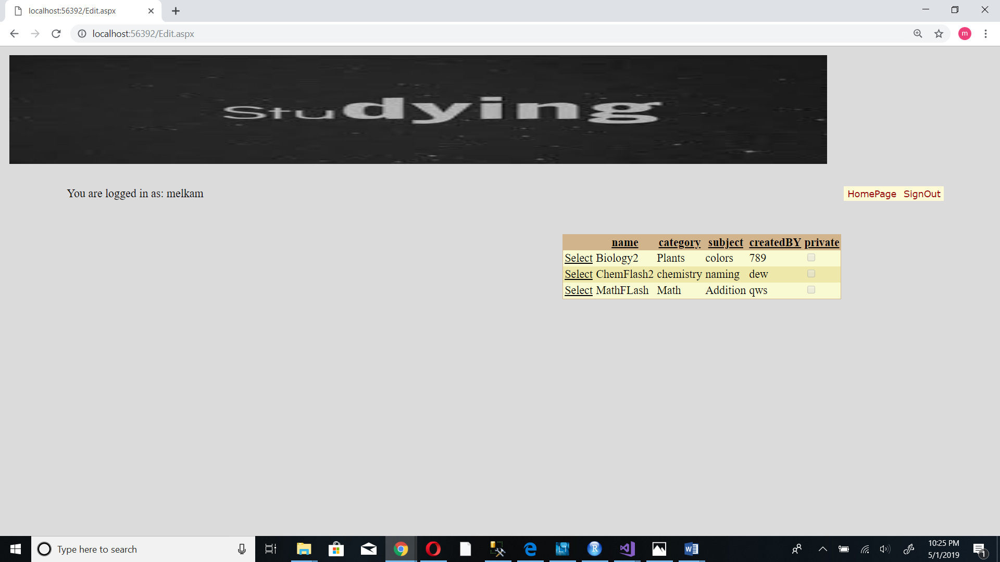 localhost:56392/Edit.aspx
localhost:56392/Edit.aspx
m
Studying
You are logged in as: melkam
HomePage SignOut
name category subject createdBY private
Select Biology2 Plants colors 789
Select ChemFlash2 chemistry naming dew
Select MathFLash Math Addition qws
Type here to search
R
W
10:25 PM
5/1/2019
1